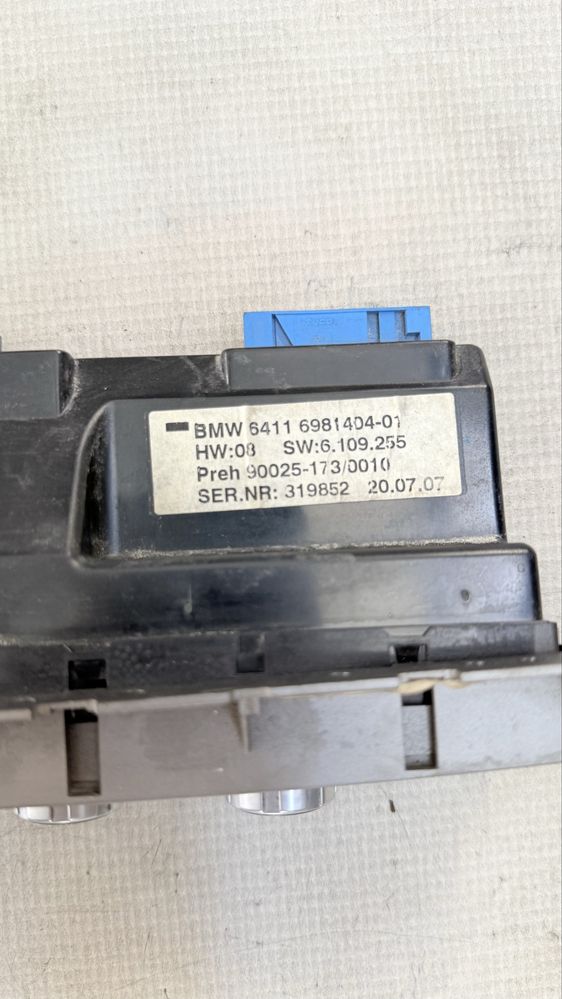 BMW 6411 6981404-01
HW:08 SW:6.109.255
Preh 90025-173/0010
SER.NR: 319852 20.07.07